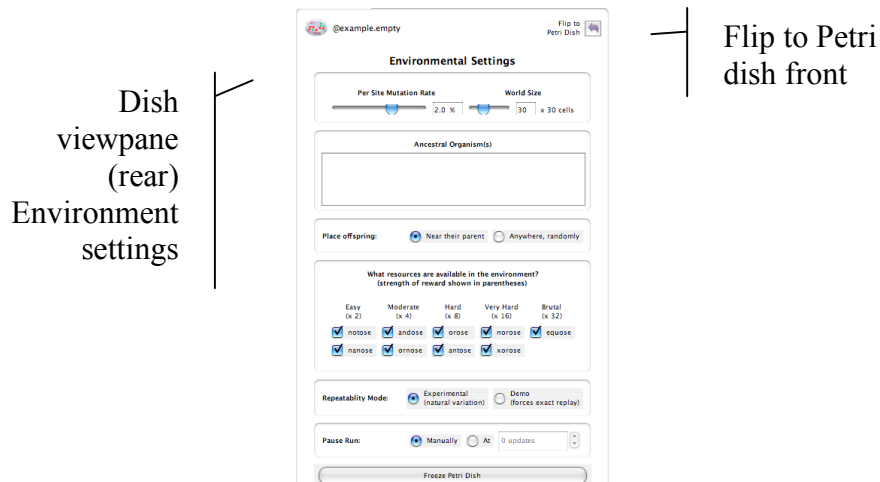 @example.empty
Flip to
Petri Dish
Environmental Settings
Per Site Mutation Rate
World Size
2.0 %
30 x 30 cells
Ancestral Organism(s)
Place offspring:
Near their parent
Anywhere, randomly
What resources are available in the environment?
(strength of reward shown in parentheses)
Easy
(x 2)
Moderate
(x 4)
Hard
(x 8)
Very Hard
(x 16)
Brutal
(x 32)
notose
andose
orose
norose
equose
nanose
ornose
antose
xorose
Repeatablity Mode:
Experimental
(natural variation)
Demo
(forces exact replay)
Pause Run:
Manually
At
0 updates
Freeze Petri Dish
Dish
viewpane
(rear)
Environment
settings
Flip to Petri
dish front